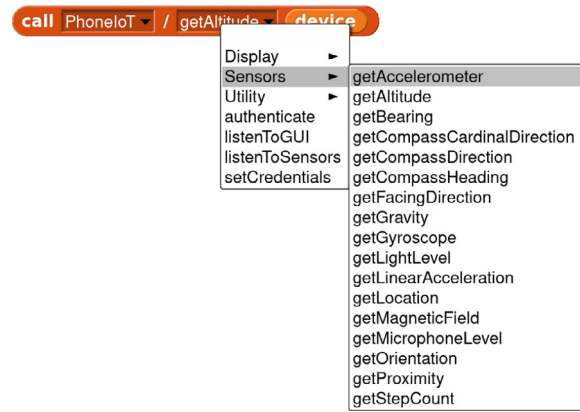 call PhoneIoT / getAltitude device
Display
Sensors
Utility
authenticate
listenToGUI
listenToSensors
setCredentials
getAccelerometer
getAltitude
getBearing
getCompassCardinalDirection
getCompassDirection
getCompassHeading
getFacingDirection
getGravity
getGyroscope
getLightLevel
getLinearAcceleration
getLocation
getMagneticField
getMicrophoneLevel
getOrientation
getProximity
getStepCount